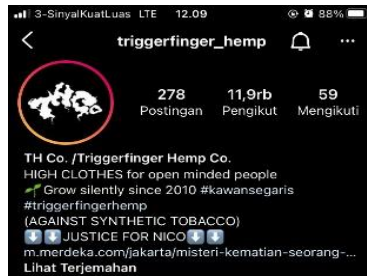 3-SinyalKuatLuas LTE 12.09 88%
triggerfinger_hemp
278 11,9rb 59
Postingan Pengikut Mengikuti
TH Co. /Triggerfinger Hemp Co.
HIGH CLOTHES for open minded people
🌱Grow silently since 2010 #kawansegaris
#triggerfingerhemp
(AGAINST SYNTHETIC TOBACCO)
⬇️⬇️JUSTICE FOR NICO⬇️⬇️
m.merdeka.com/jakarta/misteri-kematian-seorang-...
Lihat Terjemahan